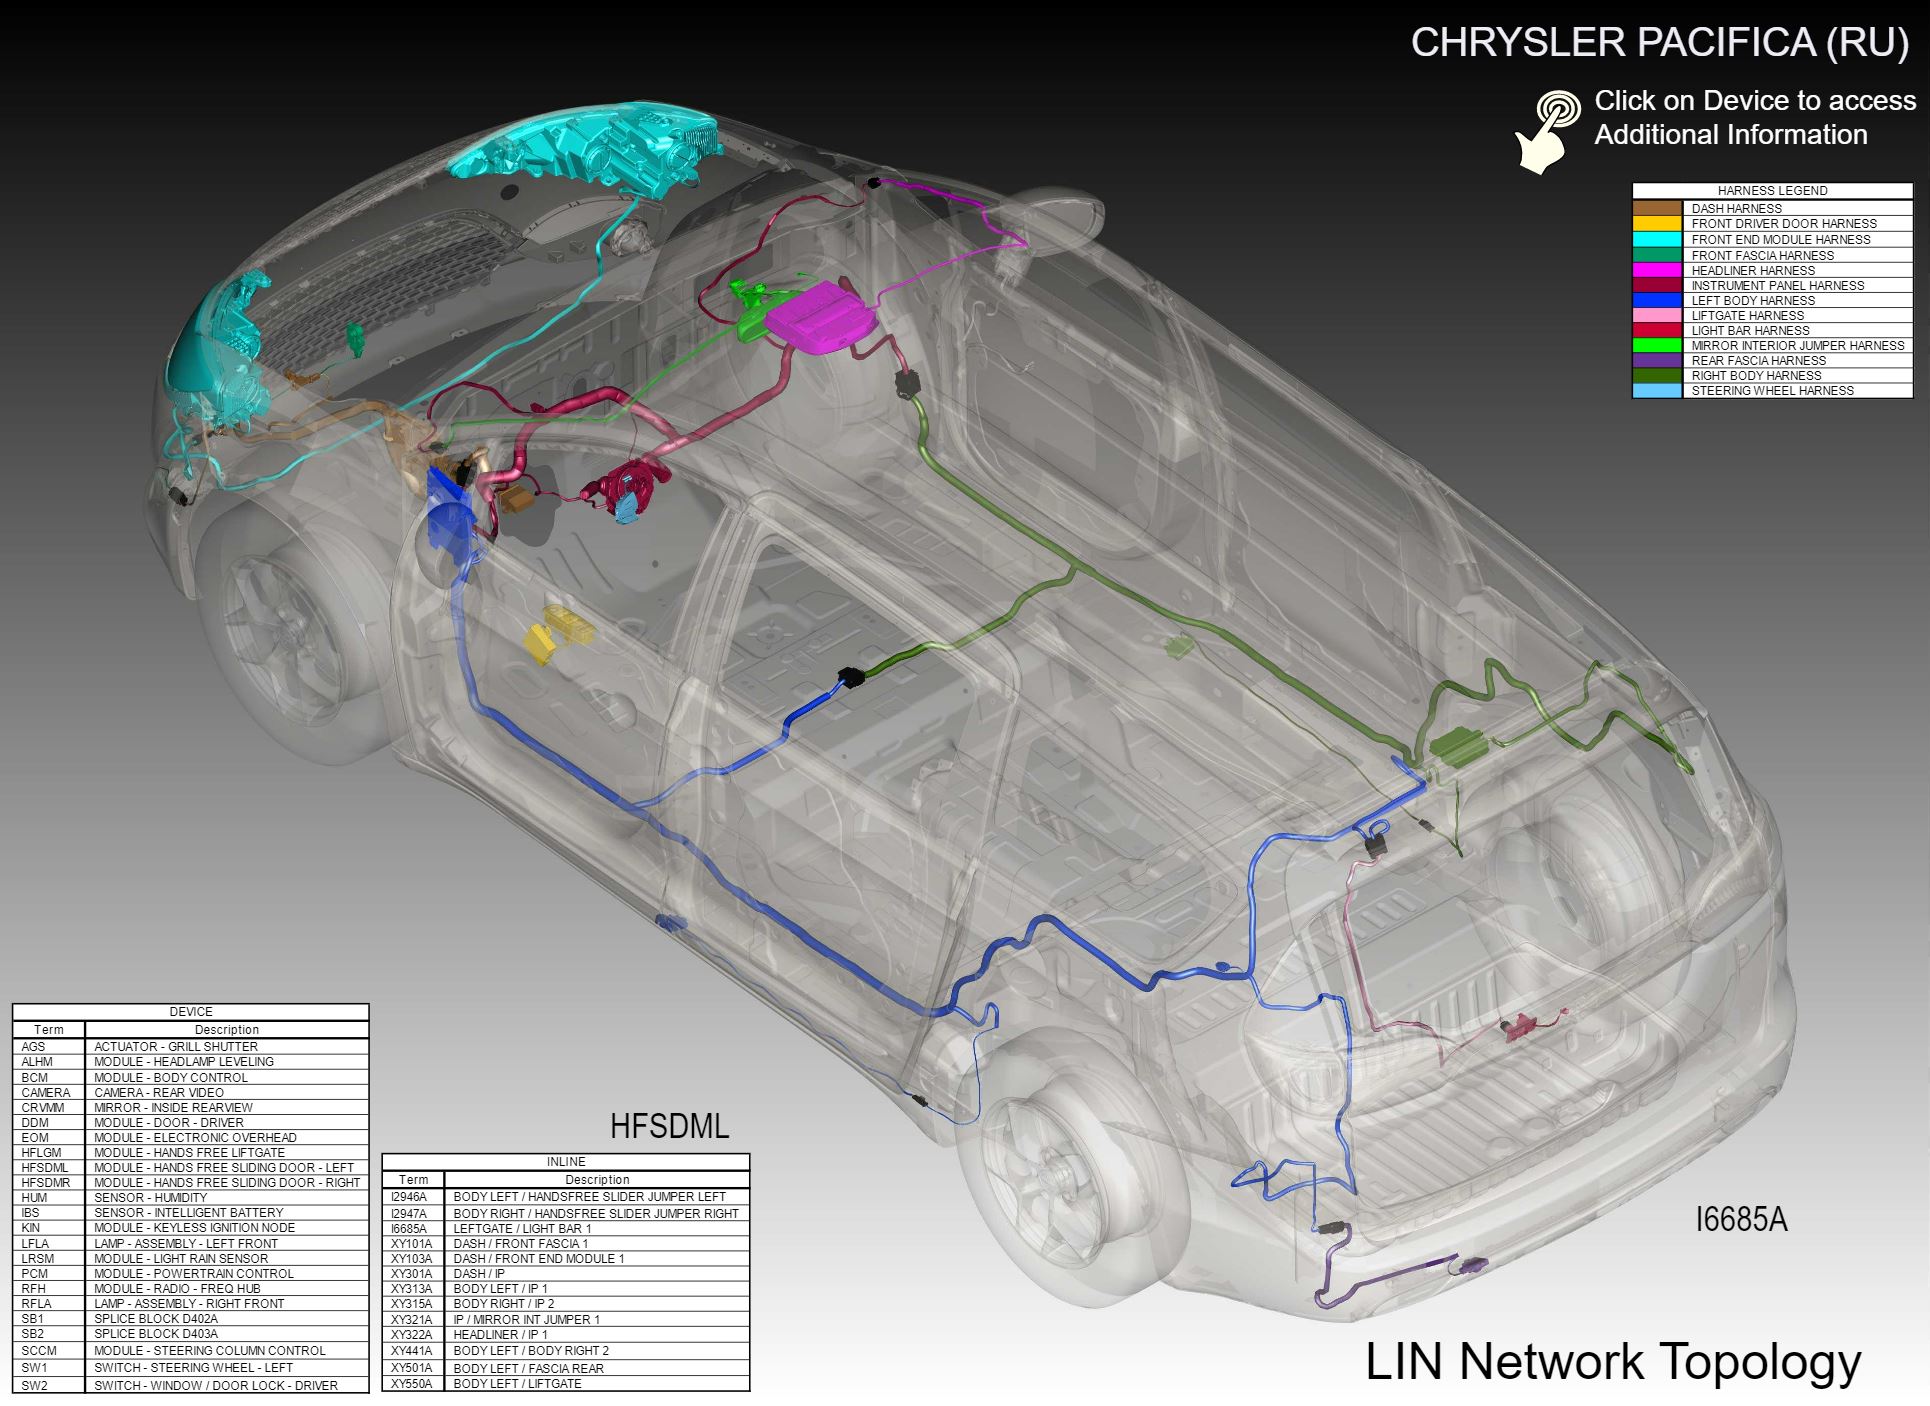 CHRYSLER PACIFICA (RU)
Click on Device to access
Additional Information
HARNESS LEGEND
DASH HARNESS
FRONT DRIVER DOOR HARNESS
FRONT END MODULE HARNESS
FRONT FASCIA HARNESS
HEADLINER HARNESS
INSTRUMENT PANEL HARNESS
LEFT BODY HARNESS
LIFTGATE HARNESS
LIGHT BAR HARNESS
MIRROR INTERIOR JUMPER HARNESS
REAR FASCIA HARNESS
RIGHT BODY HARNESS
STEERING WHEEL HARNESS
DEVICE
Term Description
AGS ACTUATOR - GRILL SHUTTER
ALHM MODULE - HEADLAMP LEVELING
BCM MODULE - BODY CONTROL
CAMERA CAMERA - REAR VIDEO
CRVMM MIRROR - INSIDE REARVIEW
DDM MODULE - DOOR - DRIVER
EOM MODULE - ELECTRONIC OVERHEAD
HFLGM MODULE - HANDS FREE LIFTGATE
HFSDML MODULE - HANDS FREE SLIDING DOOR - LEFT
HFSDMR MODULE - HANDS FREE SLIDING DOOR - RIGHT
HUM SENSOR - HUMIDITY
IBS SENSOR - INTELLIGENT BATTERY
KIN MODULE - KEYLESS IGNITION NODE
LFLA LAMP - ASSEMBLY - LEFT FRONT
LRSM MODULE - LIGHT RAIN SENSOR
PCM MODULE - POWERTRAIN CONTROL
RFH MODULE - RADIO - FREQ HUB
RFLA LAMP - ASSEMBLY - RIGHT FRONT
SB1 SPLICE BLOCK D402A
SB2 SPLICE BLOCK D403A
SCCM MODULE - STEERING COLUMN CONTROL
SW1 SWITCH - STEERING WHEEL - LEFT
SW2 SWITCH - WINDOW / DOOR LOCK - DRIVER
HFSDML
INLINE
Term Description
I2946A BODY LEFT / HANDSFREE SLIDER JUMPER LEFT
I2947A BODY RIGHT / HANDSFREE SLIDER JUMPER RIGHT
I6685A LEFTGATE / LIGHT BAR 1
XY101A DASH / FRONT FASCIA 1
XY103A DASH / FRONT END MODULE 1
XY301A DASH / IP
XY313A BODY LEFT / IP 1
XY315A BODY RIGHT / IP 2
XY321A IP / MIRROR INT JUMPER 1
XY322A HEADLINER / IP 1
XY441A BODY LEFT / BODY RIGHT 2
XY501A BODY LEFT / FASCIA REAR
XY550A BODY LEFT / LIFTGATE
I6685A
LIN Network Topology